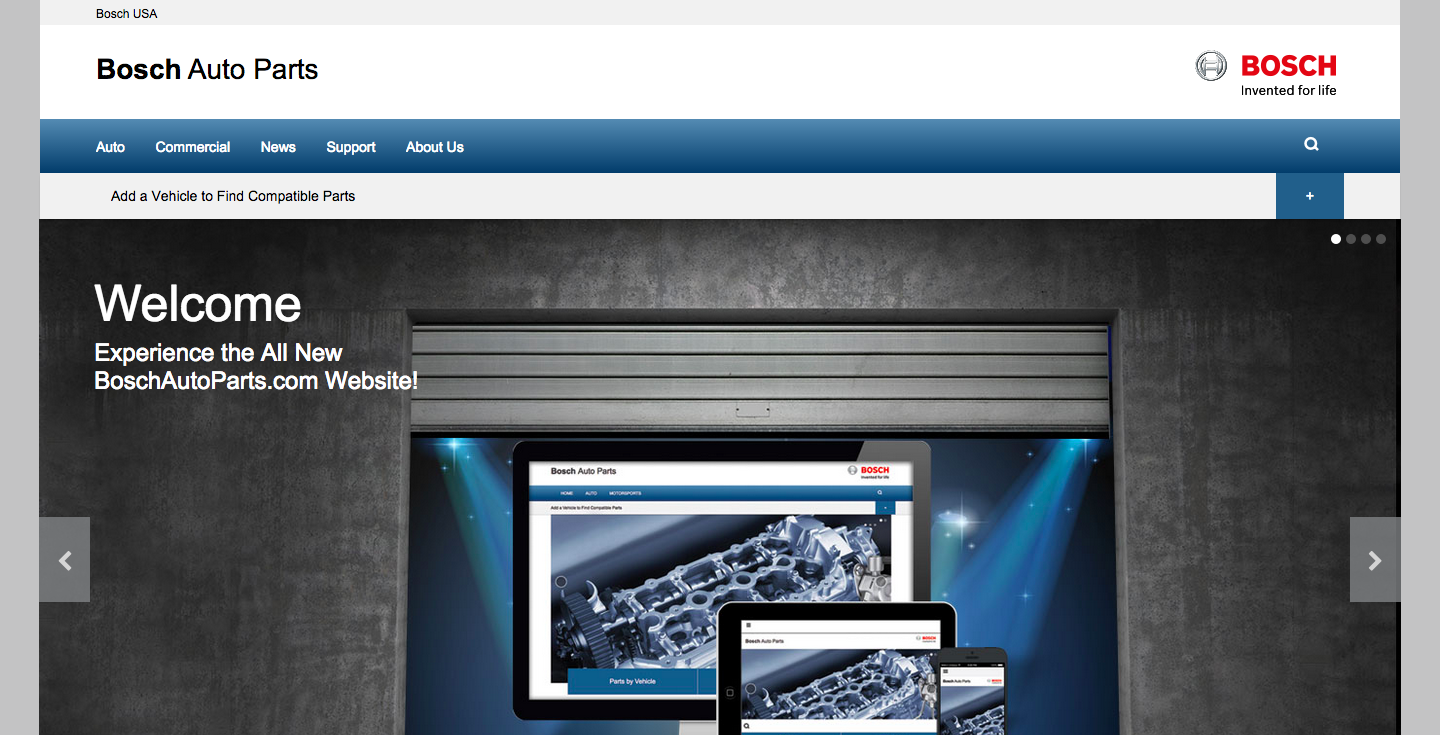 Bosch USA
Bosch Auto Parts
BOSCH
Invented for life
Auto Commercial News Support About Us
Add a Vehicle to Find Compatible Parts
+
Welcome
Experience the All New
BoschAutoParts.com Website!
Bosch Auto Parts
BOSCH
Invented for life
HOME AUTO MOTORSPORTS
Add a Vehicle to Find Compatible Parts
+
Parts by Vehicle
Bosch Auto Parts
BOSCH
Bosch Auto Parts
BOSCH